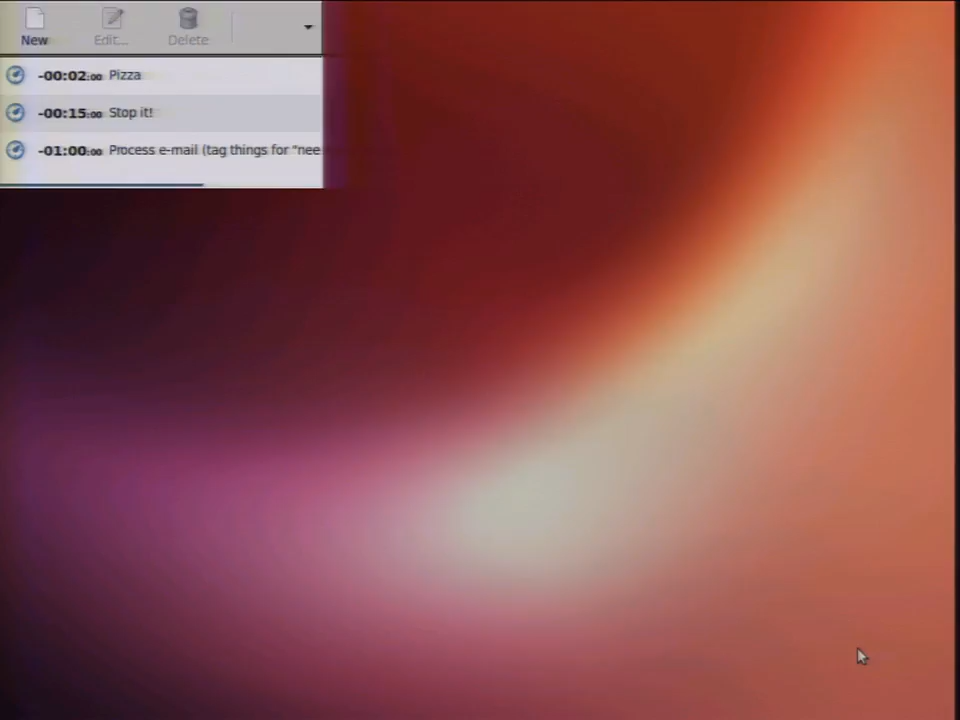 New Edit... Delete
-00:02:00 Pizza
-00:15:00 Stop it!
-01:00:00 Process e-mail (tag things for "nee